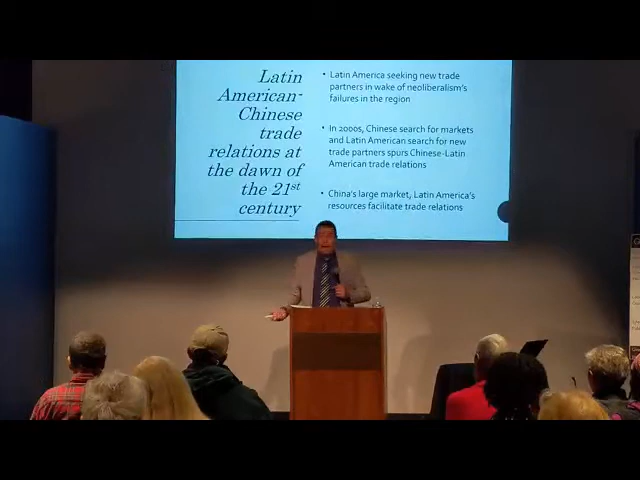 Latin
American-
Chinese
trade
relations at
the dawn of
the 21st
century
• Latin America seeking new trade
partners in wake of neoliberalism's
failures in the region
• In 2000s, Chinese search for markets
and Latin American search for new
trade partners spurs Chinese-Latin
American trade relations
• China's large market, Latin America's
resources facilitate trade relations